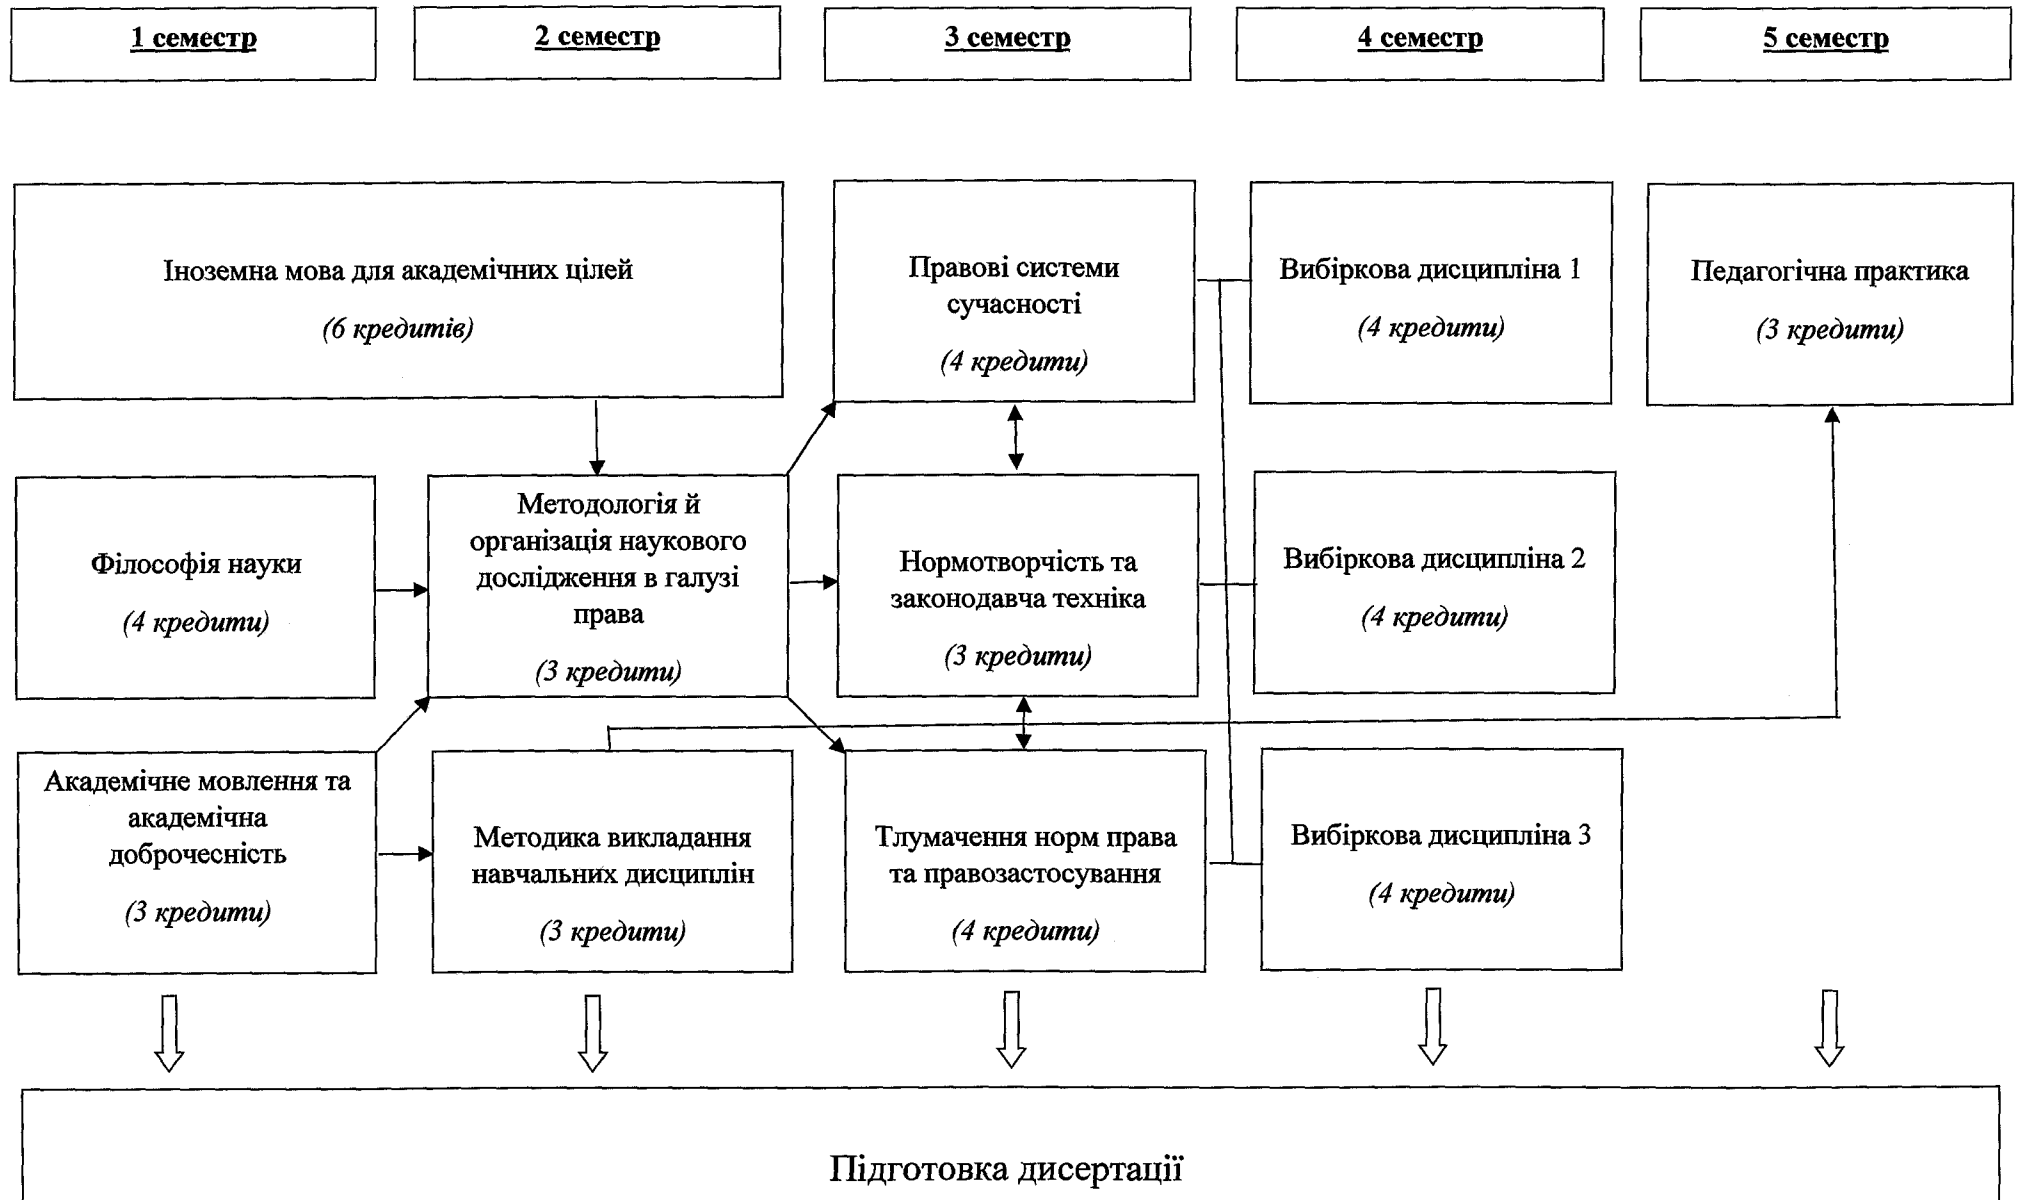 1 семестр
2 семестр
3 семестр
4 семестр
5 семестр
Іноземна мова для академічних цілей
(6 кредитів)
Правові системи
сучасності
(4 кредити)
Вибіркова дисципліна 1
(4 кредити)
Педагогічна практика
(3 кредити)
Філософія науки
(4 кредити)
Методологія й
організація наукового
дослідження в галузі
права
(3 кредити)
Нормотворчість та
законодавча техніка
(3 кредити)
Вибіркова дисципліна 2
(4 кредити)
Академічне мовлення та
академічна
доброчесність
(3 кредити)
Методика викладання
навчальних дисциплін
(3 кредити)
Тлумачення норм права
та правозастосування
(4 кредити)
Вибіркова дисципліна 3
(4 кредити)
Підготовка дисертації